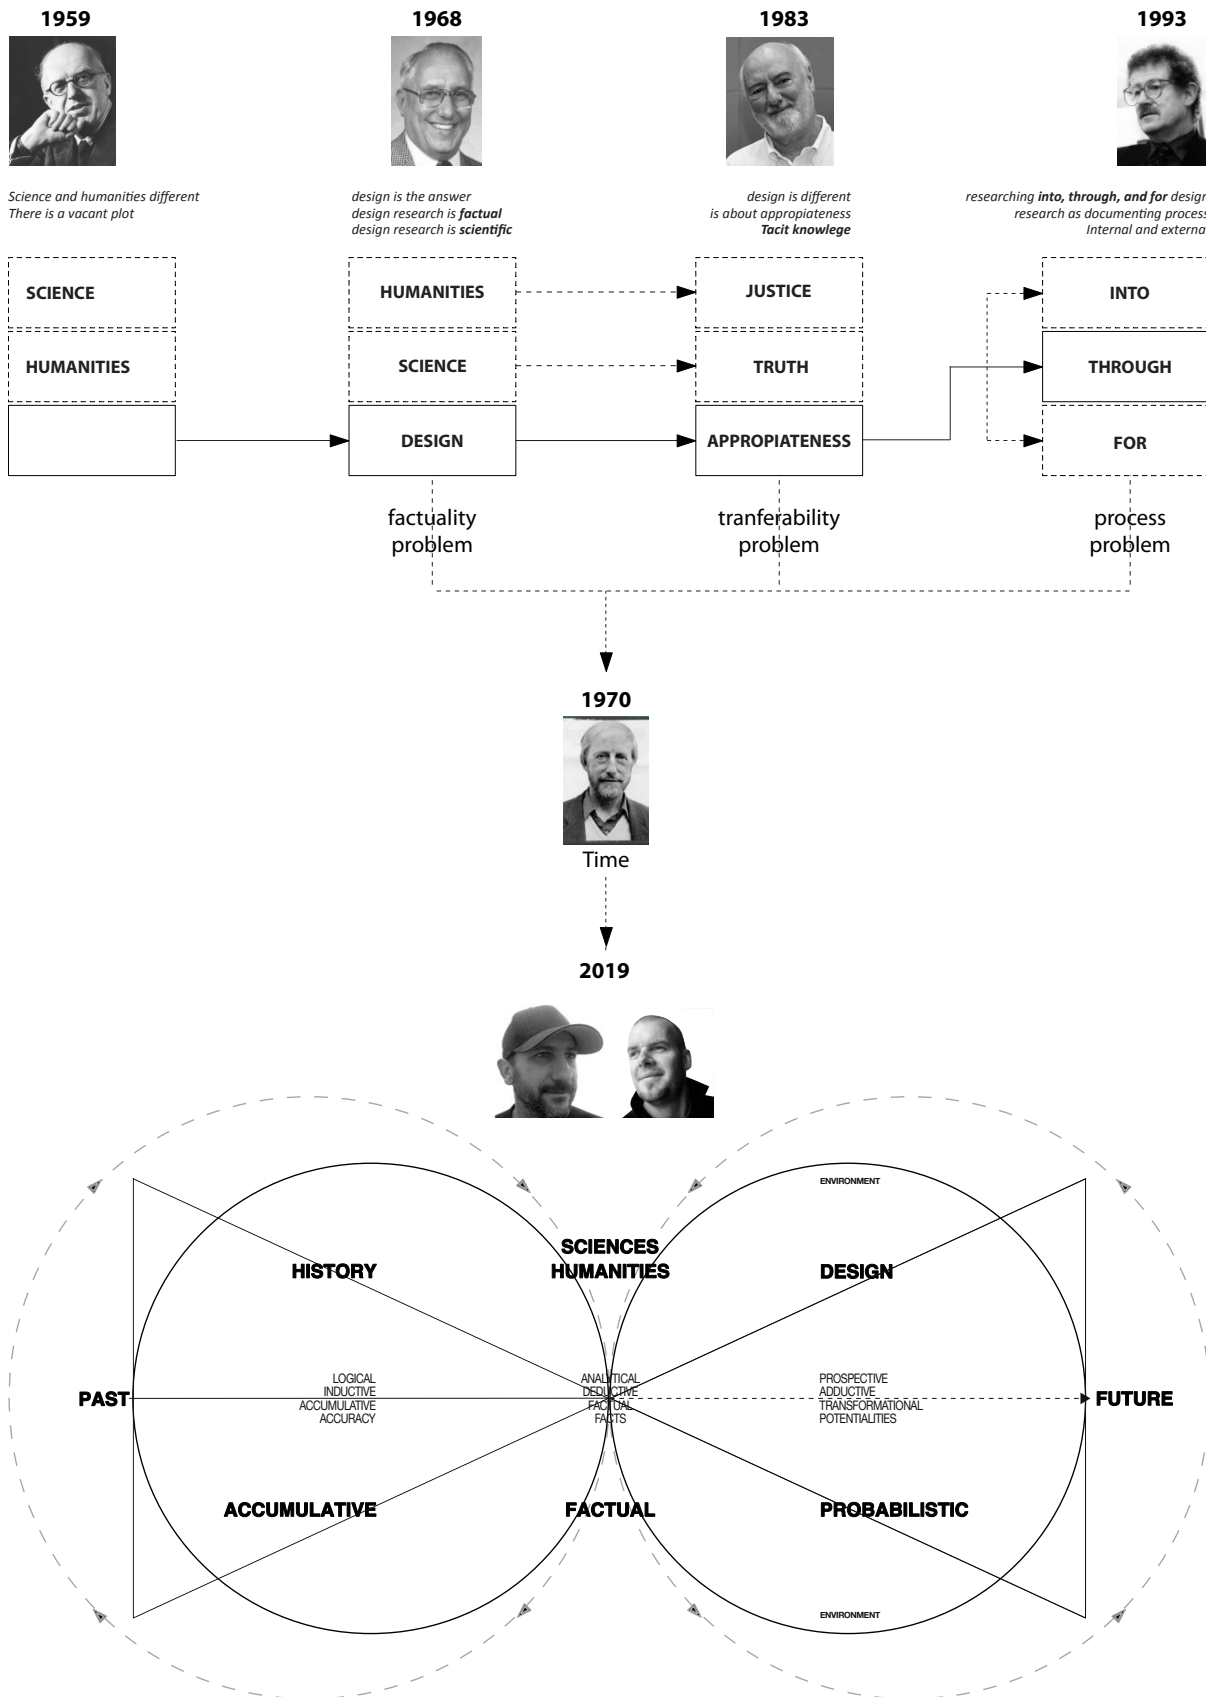 1959
1968
1983
1993
Science and humanities different
There is a vacant plot
design is the answer
design research is factual
design research is scientific
design is different
is about appropiateness
Tacit knowlege
researching into, through, and for design
research as documenting process
Internal and external
SCIENCE
HUMANITIES
HUMANITIES
SCIENCE
DESIGN
JUSTICE
TRUTH
APPROPIATENESS
INTO
THROUGH
FOR
factuality
problem
tranferability
problem
process
problem
1970
Time
2019
ENVIRONMENT
SCIENCES
HUMANITIES
HISTORY
DESIGN
PAST
LOGICAL
INDUCTIVE
ACCUMULATIVE
ACCURACY
ANALYTICAL
DEDUCTIVE
FACTUAL
FACTS
PROSPECTIVE
ADDUCTIVE
TRANSFORMATIONAL
POTENTIALITIES
FUTURE
ACCUMULATIVE
FACTUAL
PROBABILISTIC
ENVIRONMENT